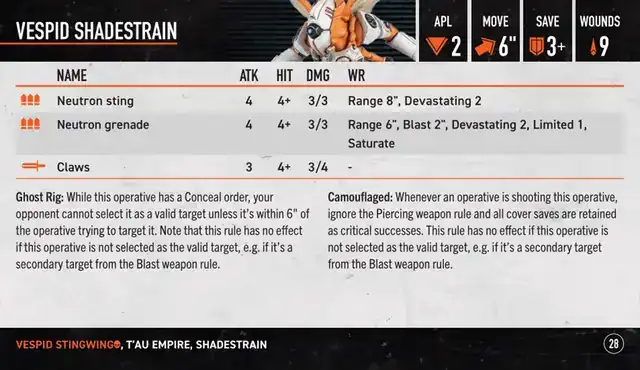 VESPID SHADESTRAIN
APL 2
MOVE 6"
SAVE 3+
WOUNDS 9
NAME ATK HIT DMG WR
Neutron sting 4 4+ 3/3 Range 8", Devastating 2
Neutron grenade 4 4+ 3/3 Range 6", Blast 2", Devastating 2, Limited 1,
Saturate
Claws 3 4+ 3/4 -
Ghost Rig: While this operative has a Conceal order, your
opponent cannot select it as a valid target unless it's within 6" of
the operative trying to target it. Note that this rule has no effect
if this operative is not selected as the valid target, e.g. if it's a
secondary target from the Blast weapon rule.
Camouflaged: Whenever an operative is shooting this operative,
ignore the Piercing weapon rule and all cover saves are retained
as critical successes. This rule has no effect if this operative is
not selected as the valid target, e.g. if it's a secondary target
from the Blast weapon rule.
VESPID STINGWING, T'AU EMPIRE, SHADESTRAIN
28